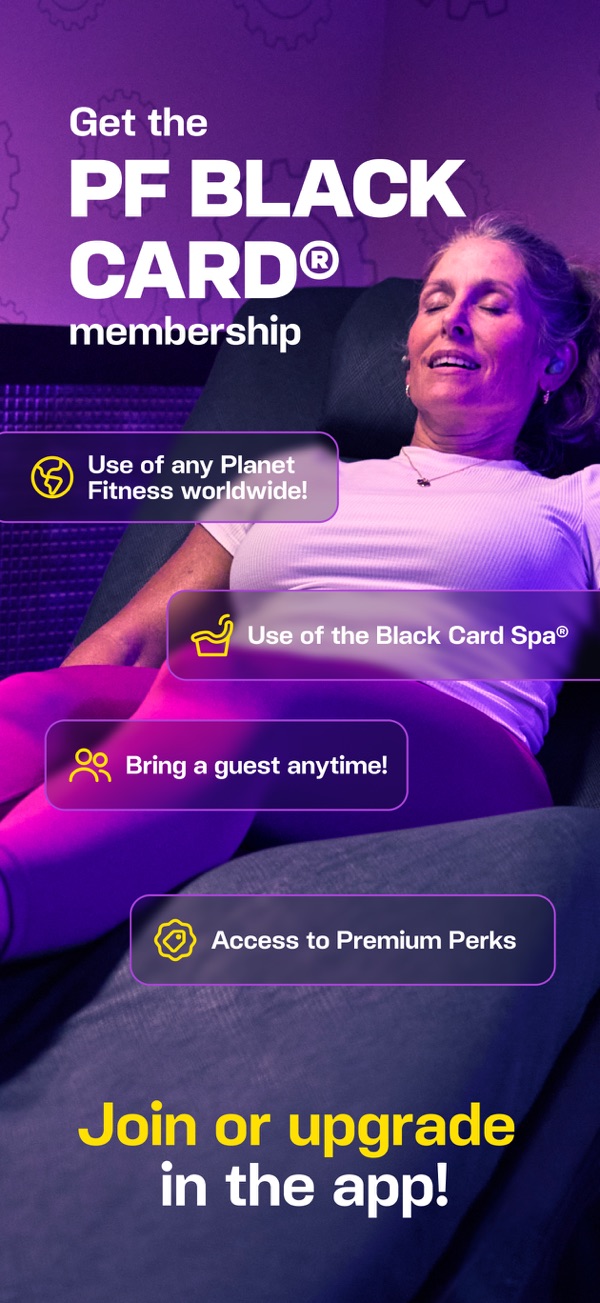 Get the
PF BLACK
CARD®
membership
Use of any Planet
Fitness worldwide!
Use of the Black Card Spa®
Bring a guest anytime!
Access to Premium Perks
Join or upgrade
in the app!